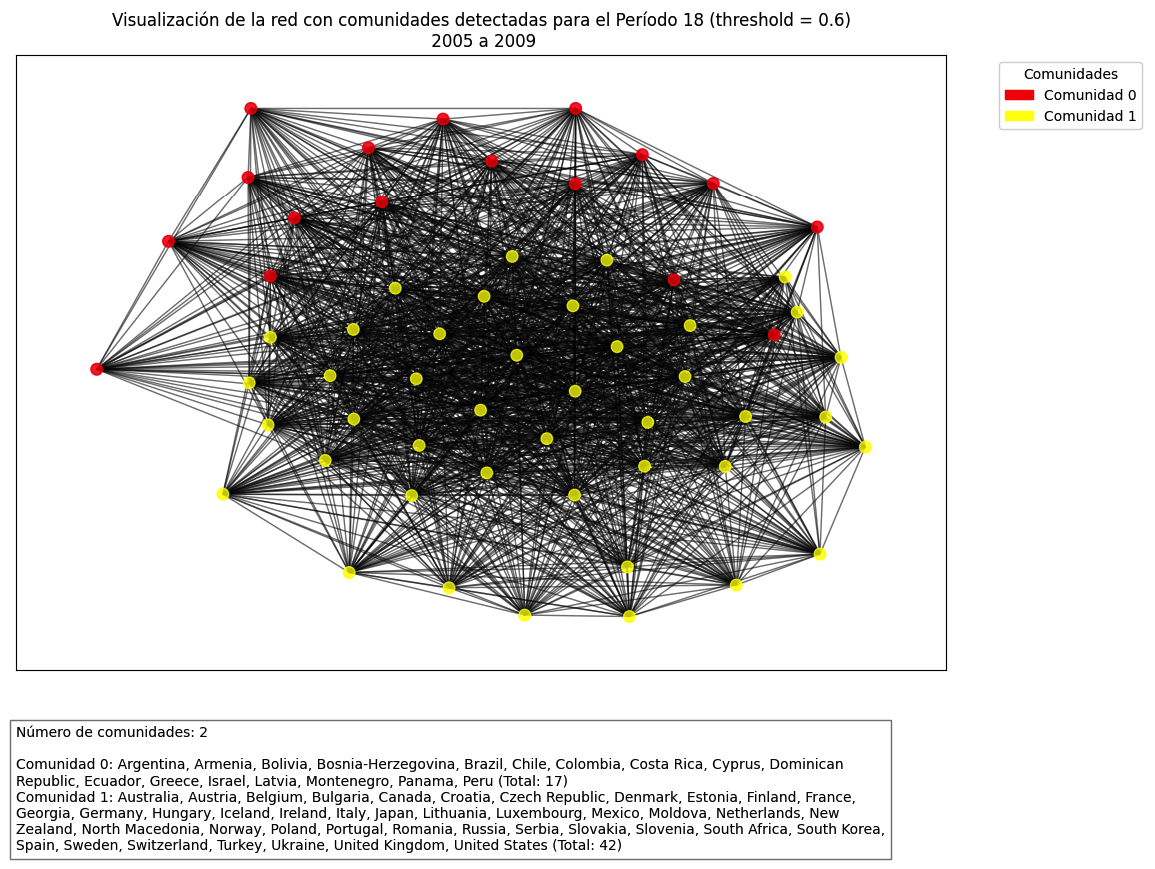 Visualización de la red con comunidades detectadas para el Período 18 (threshold = 0.6)
2005 a 2009
Comunidades
Comunidad 0
Comunidad 1
Número de comunidades: 2
Comunidad 0: Argentina, Armenia, Bolivia, Bosnia-Herzegovina, Brazil, Chile, Colombia, Costa Rica, Cyprus, Dominican
Republic, Ecuador, Greece, Israel, Latvia, Montenegro, Panama, Peru (Total: 17)
Comunidad 1: Australia, Austria, Belgium, Bulgaria, Canada, Croatia, Czech Republic, Denmark, Estonia, Finland, France,
Georgia, Germany, Hungary, Iceland, Ireland, Italy, Japan, Lithuania, Luxembourg, Mexico, Moldova, Netherlands, New
Zealand, North Macedonia, Norway, Poland, Portugal, Romania, Russia, Serbia, Slovakia, Slovenia, South Africa, South Korea,
Spain, Sweden, Switzerland, Turkey, Ukraine, United Kingdom, United States (Total: 42)